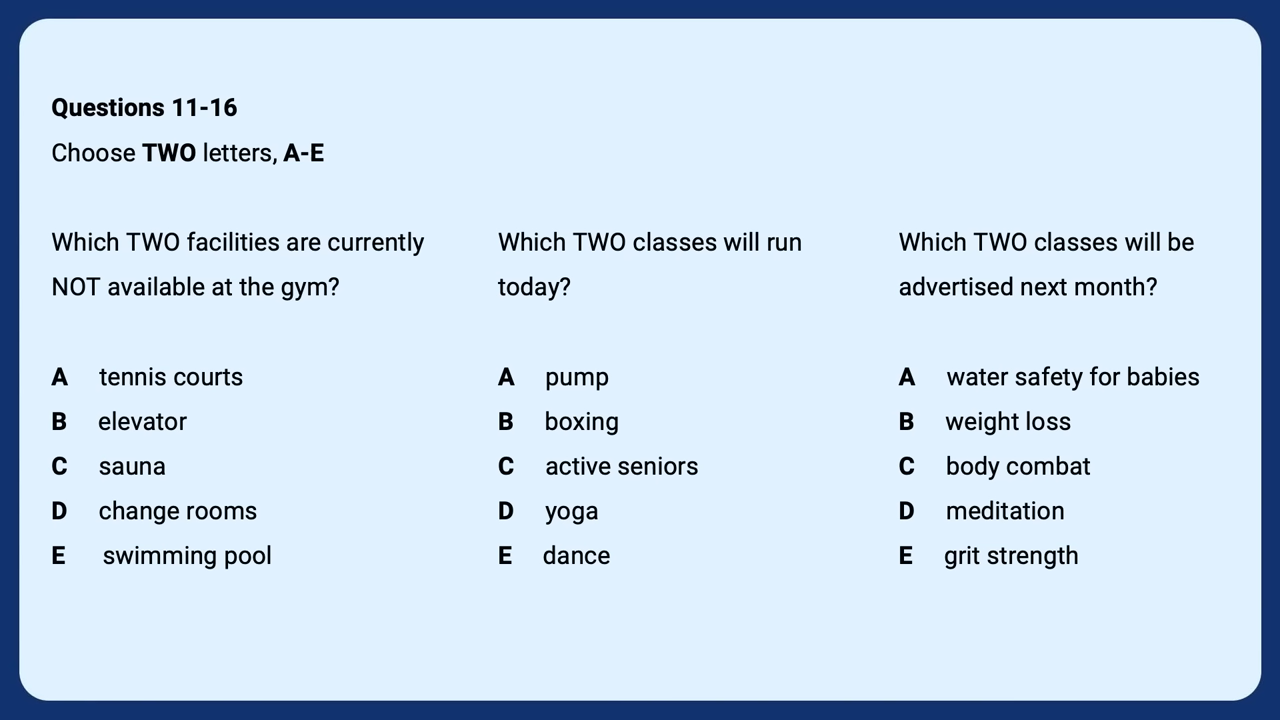 Questions 11-16
Choose TWO letters, A-E
Which TWO facilities are currently
NOT available at the gym?
A tennis courts
B elevator
C sauna
D change rooms
E swimming pool
Which TWO classes will run
today?
A pump
B boxing
C active seniors
D yoga
E dance
Which TWO classes will be
advertised next month?
A water safety for babies
B weight loss
C body combat
D meditation
E grit strength